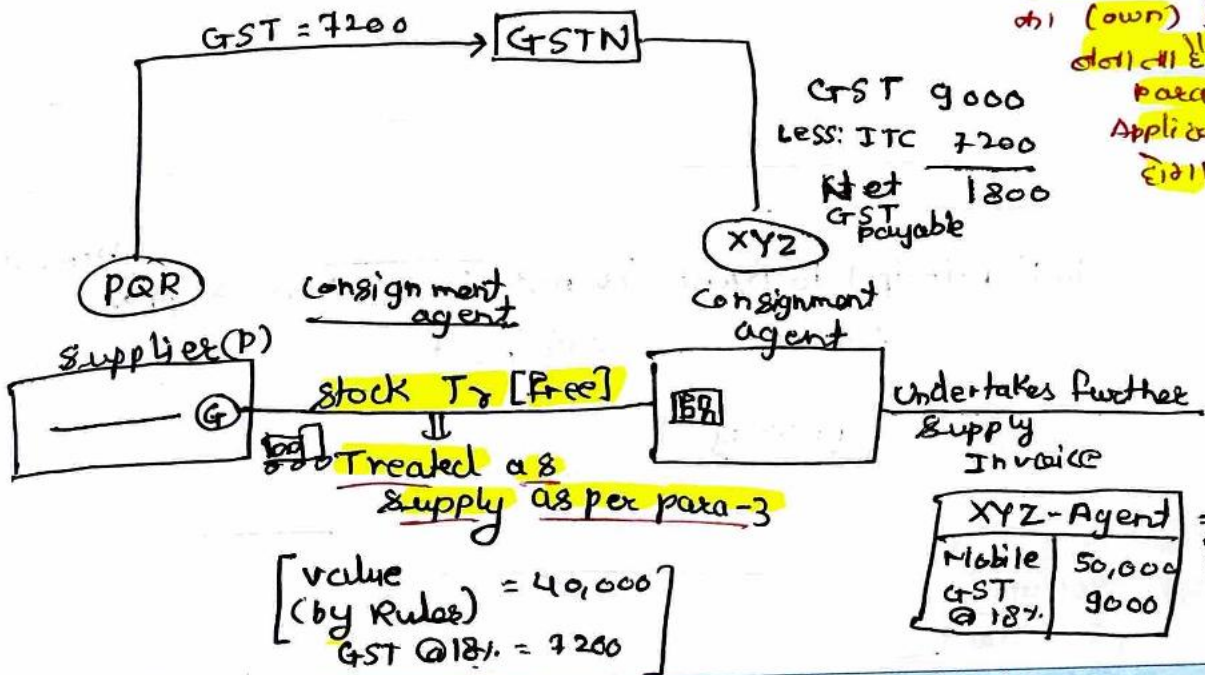 GST = 7200
GSTN
(own)
GST 9000
Less: ITC 7200
Net 1800
GST
payable
para
Applic
PQR
XYZ
Consignment
agent
Consignment
agent
Supplier (P)
G
Stock Tr [free]
Treated as
supply as per para-3
Undertakes further
supply
Invoice
[value = 40,000]
(by Rules)
GST @18% = 7200
XYZ-Agent =
Mobile 50,000
GST 9000
@ 18%